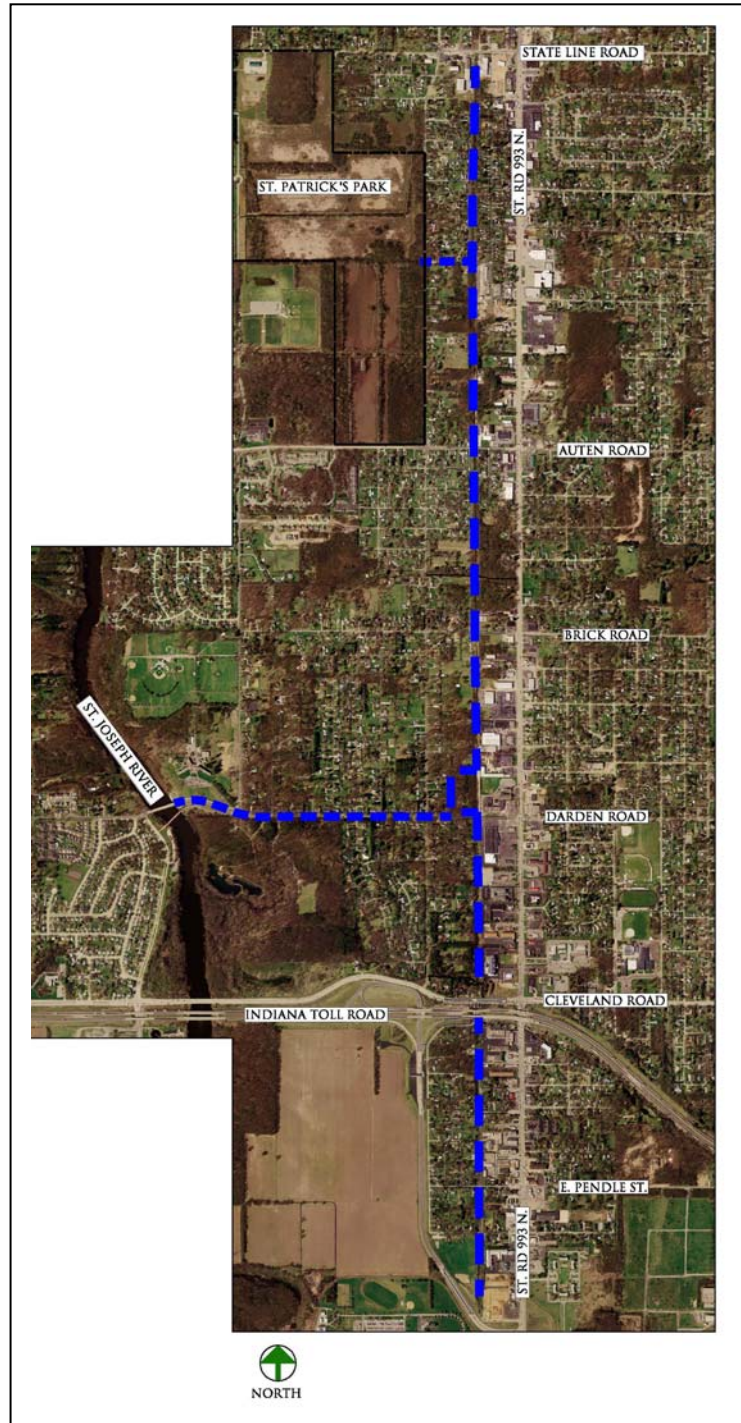 STATE LINE ROAD
ST. RD 993 N.
ST. PATRICK'S PARK
AUTEN ROAD
BRICK ROAD
ST. JOSEPH RIVER
DARDEN ROAD
CLEVELAND ROAD
INDIANA TOLL ROAD
E. PENDLE ST.
ST. RD 993 N.
NORTH